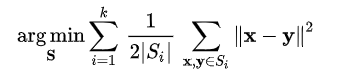 arg min_S ∑_{i=1}^{k} 1/(2|S_i|) ∑_{x,y∈S_i} ‖x − y‖²